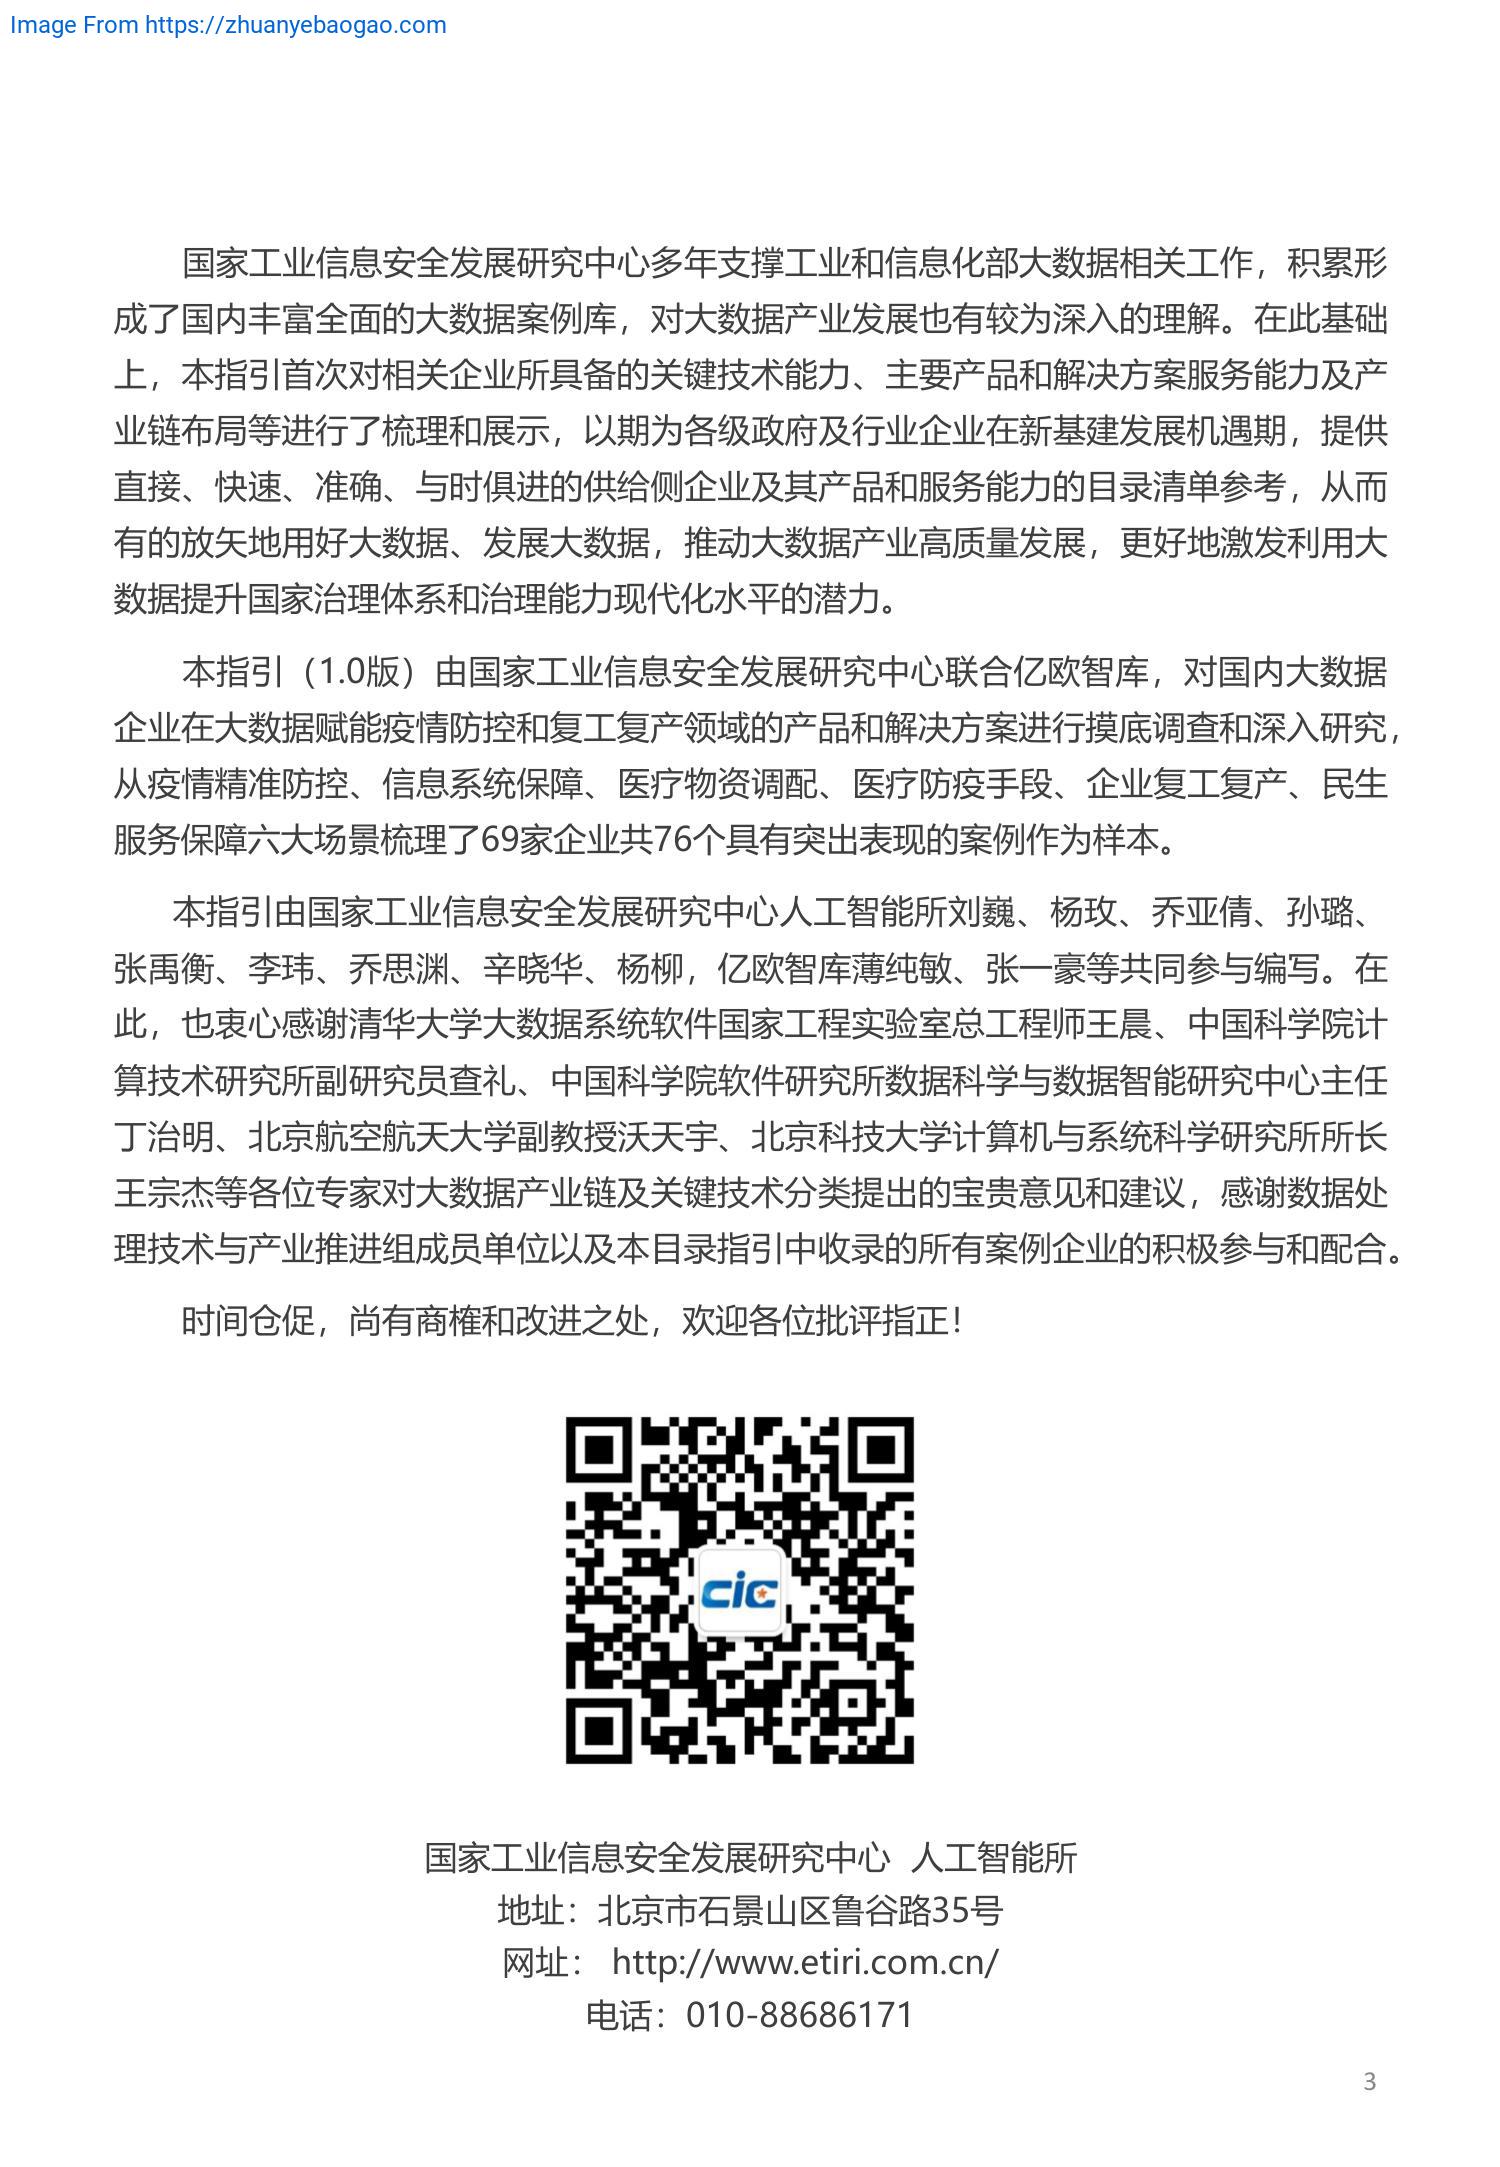 Image From https://zhuanyebaogao.com
国家工业信息安全发展研究中心多年支撑工业和信息化部大数据相关工作，积累形
成了国内丰富全面的大数据案例库，对大数据产业发展也有较为深入的理解。在此基础
上，本指引首次对相关企业所具备的关键技术能力、主要产品和解决方案服务能力及产
业链布局等进行了梳理和展示，以期为各级政府及行业企业在新基建发展机遇期，提供
直接、快速、准确、与时俱进的供给侧企业及其产品和服务能力的目录清单参考，从而
有的放矢地用好大数据、发展大数据，推动大数据产业高质量发展，更好地激发利用大
数据提升国家治理体系和治理能力现代化水平的潜力。
本指引（1.0版）由国家工业信息安全发展研究中心联合亿欧智库，对国内大数据
企业在大数据赋能疫情防控和复工复产领域的产品和解决方案进行摸底调查和深入研究，
从疫情精准防控、信息系统保障、医疗物资调配、医疗防疫手段、企业复工复产、民生
服务保障六大场景梳理了69家企业共76个具有突出表现的案例作为样本。
本指引由国家工业信息安全发展研究中心人工智能所刘巍、杨玫、乔亚倩、孙璐、
张禹衡、李玮、乔思渊、辛晓华、杨柳，亿欧智库薄纯敏、张一豪等共同参与编写。在
此，也衷心感谢清华大学大数据系统软件国家工程实验室总工程师王晨、中国科学院计
算技术研究所副研究员查礼、中国科学院软件研究所数据科学与数据智能研究中心主任
丁治明、北京航空航天大学副教授沃天宇、北京科技大学计算机与系统科学研究所所长
王宗杰等各位专家对大数据产业链及关键技术分类提出的宝贵意见和建议，感谢数据处
理技术与产业推进组成员单位以及本目录指引中收录的所有案例企业的积极参与和配合。
时间仓促，尚有商榷和改进之处，欢迎各位批评指正！
cic
国家工业信息安全发展研究中心 人工智能所
地址：北京市石景山区鲁谷路35号
网址： http://www.etiri.com.cn/
电话：010-88686171
3